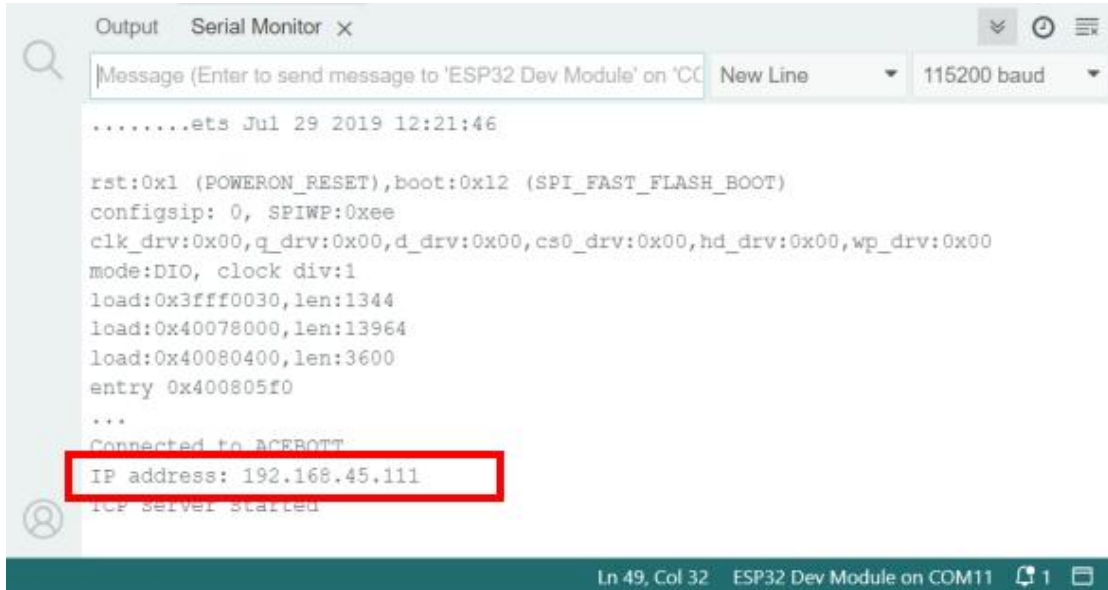 Output Serial Monitor ×
Message (Enter to send message to 'ESP32 Dev Module' on 'CO New Line 115200 baud
........ets Jul 29 2019 12:21:46
rst:0x1 (POWERON_RESET),boot:0x12 (SPI_FAST_FLASH_BOOT)
configsip: 0, SPIWP:0xee
clk_drv:0x00,q_drv:0x00,d_drv:0x00,cs0_drv:0x00,hd_drv:0x00,wp_drv:0x00
mode:DIO, clock div:1
load:0x3fff0030,len:1344
load:0x40078000,len:13964
load:0x40080400,len:3600
entry 0x400805f0
...
Connected to ACEBOTT
IP address: 192.168.45.111
TCP server started
Ln 49, Col 32 ESP32 Dev Module on COM11 1